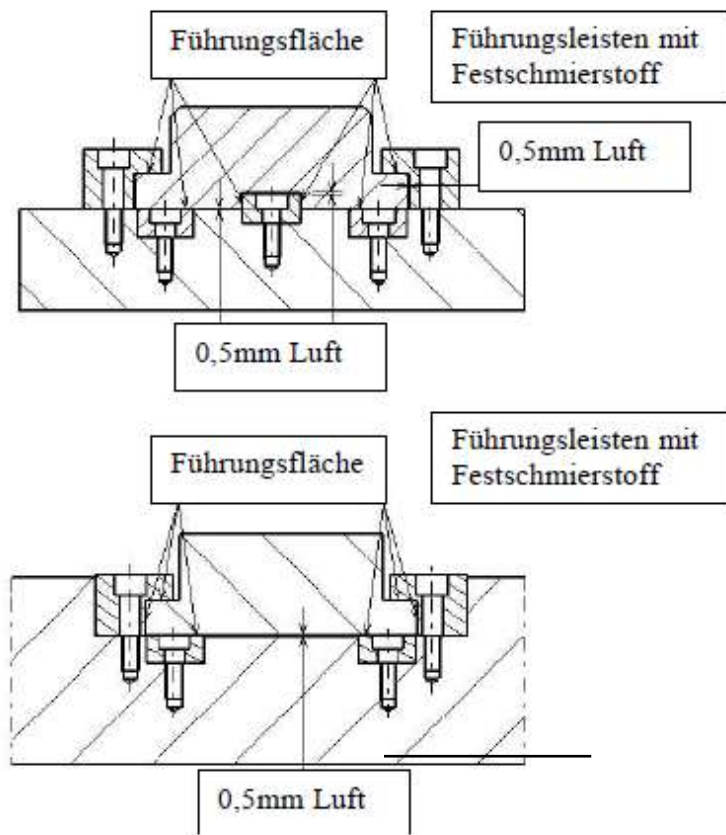 Führungsfläche
Führungsleisten mit
Festschmierstoff
0,5mm Luft
0,5mm Luft
Führungsfläche
Führungsleisten mit
Festschmierstoff
0,5mm Luft